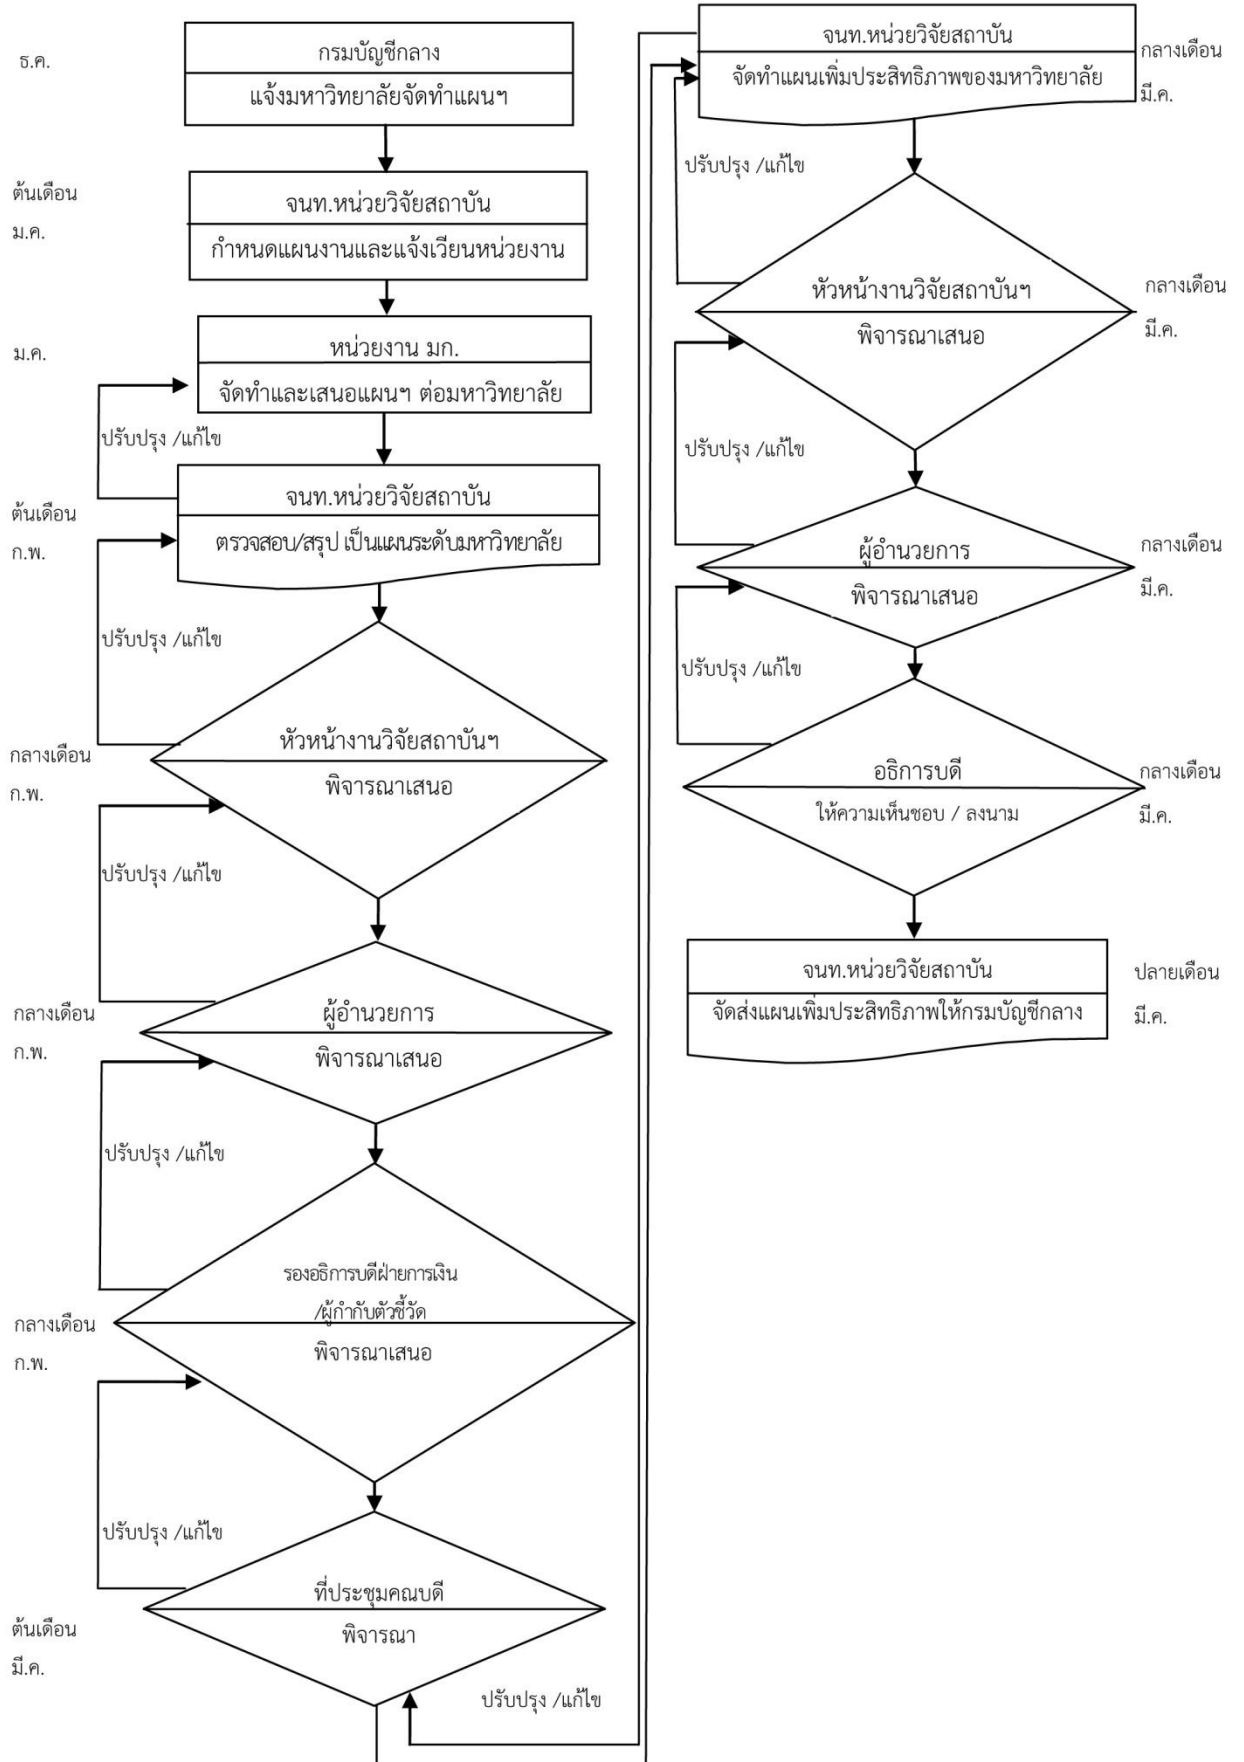 ธ.ค.
กรมบัญชีกลาง
แจ้งมหาวิทยาลัยจัดทำแผนฯ
ต้นเดือน
ม.ค.
จนท.หน่วยวิจัยสถาบัน
กำหนดแผนงานและแจ้งเวียนหน่วยงาน
ม.ค.
หน่วยงาน มก.
จัดทำและเสนอแผนฯ ต่อมหาวิทยาลัย
ปรับปรุง /แก้ไข
ต้นเดือน
ก.พ.
จนท.หน่วยวิจัยสถาบัน
ตรวจสอบ/สรุป เป็นแผนระดับมหาวิทยาลัย
ปรับปรุง /แก้ไข
กลางเดือน
ก.พ.
หัวหน้างานวิจัยสถาบันฯ
พิจารณาเสนอ
ปรับปรุง /แก้ไข
กลางเดือน
ก.พ.
ผู้อำนวยการ
พิจารณาเสนอ
ปรับปรุง /แก้ไข
กลางเดือน
ก.พ.
รองอธิการบดีฝ่ายการเงิน
/ผู้กำกับตัวชี้วัด
พิจารณาเสนอ
ปรับปรุง /แก้ไข
ต้นเดือน
มี.ค.
ที่ประชุมคณบดี
พิจารณา
ปรับปรุง /แก้ไข
จนท.หน่วยวิจัยสถาบัน
จัดทำแผนเพิ่มประสิทธิภาพของมหาวิทยาลัย
กลางเดือน
มี.ค.
ปรับปรุง /แก้ไข
หัวหน้างานวิจัยสถาบันฯ
พิจารณาเสนอ
กลางเดือน
มี.ค.
ปรับปรุง /แก้ไข
ผู้อำนวยการ
พิจารณาเสนอ
กลางเดือน
มี.ค.
ปรับปรุง /แก้ไข
อธิการบดี
ให้ความเห็นชอบ / ลงนาม
กลางเดือน
มี.ค.
จนท.หน่วยวิจัยสถาบัน
จัดส่งแผนเพิ่มประสิทธิภาพให้กรมบัญชีกลาง
ปลายเดือน
มี.ค.